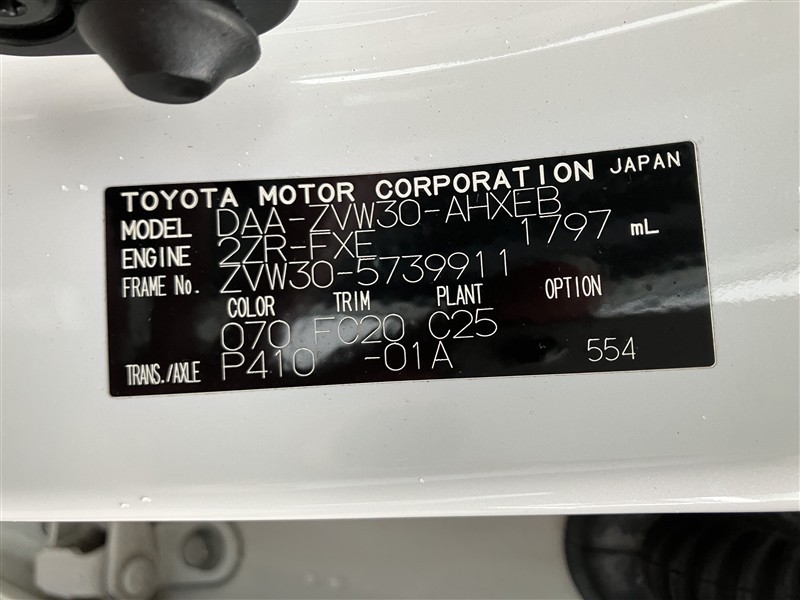 TOYOTA MOTOR CORPORATION JAPAN
MODEL DAA-ZVW30-AHXEB
ENGINE 2ZR-FXE 1797 mL
FRAME No. ZVW30-5739911
COLOR TRIM PLANT OPTION
070 FC20 C25
TRANS./AXLE P410 -01A 554